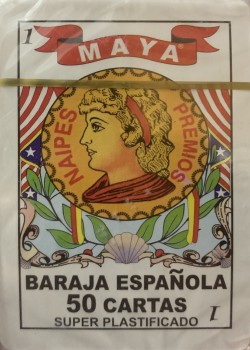 1
MAYA
NAIPES PREMIOS
BARAJA ESPAÑOLA
50 CARTAS
SUPER PLASTIFICADO
1